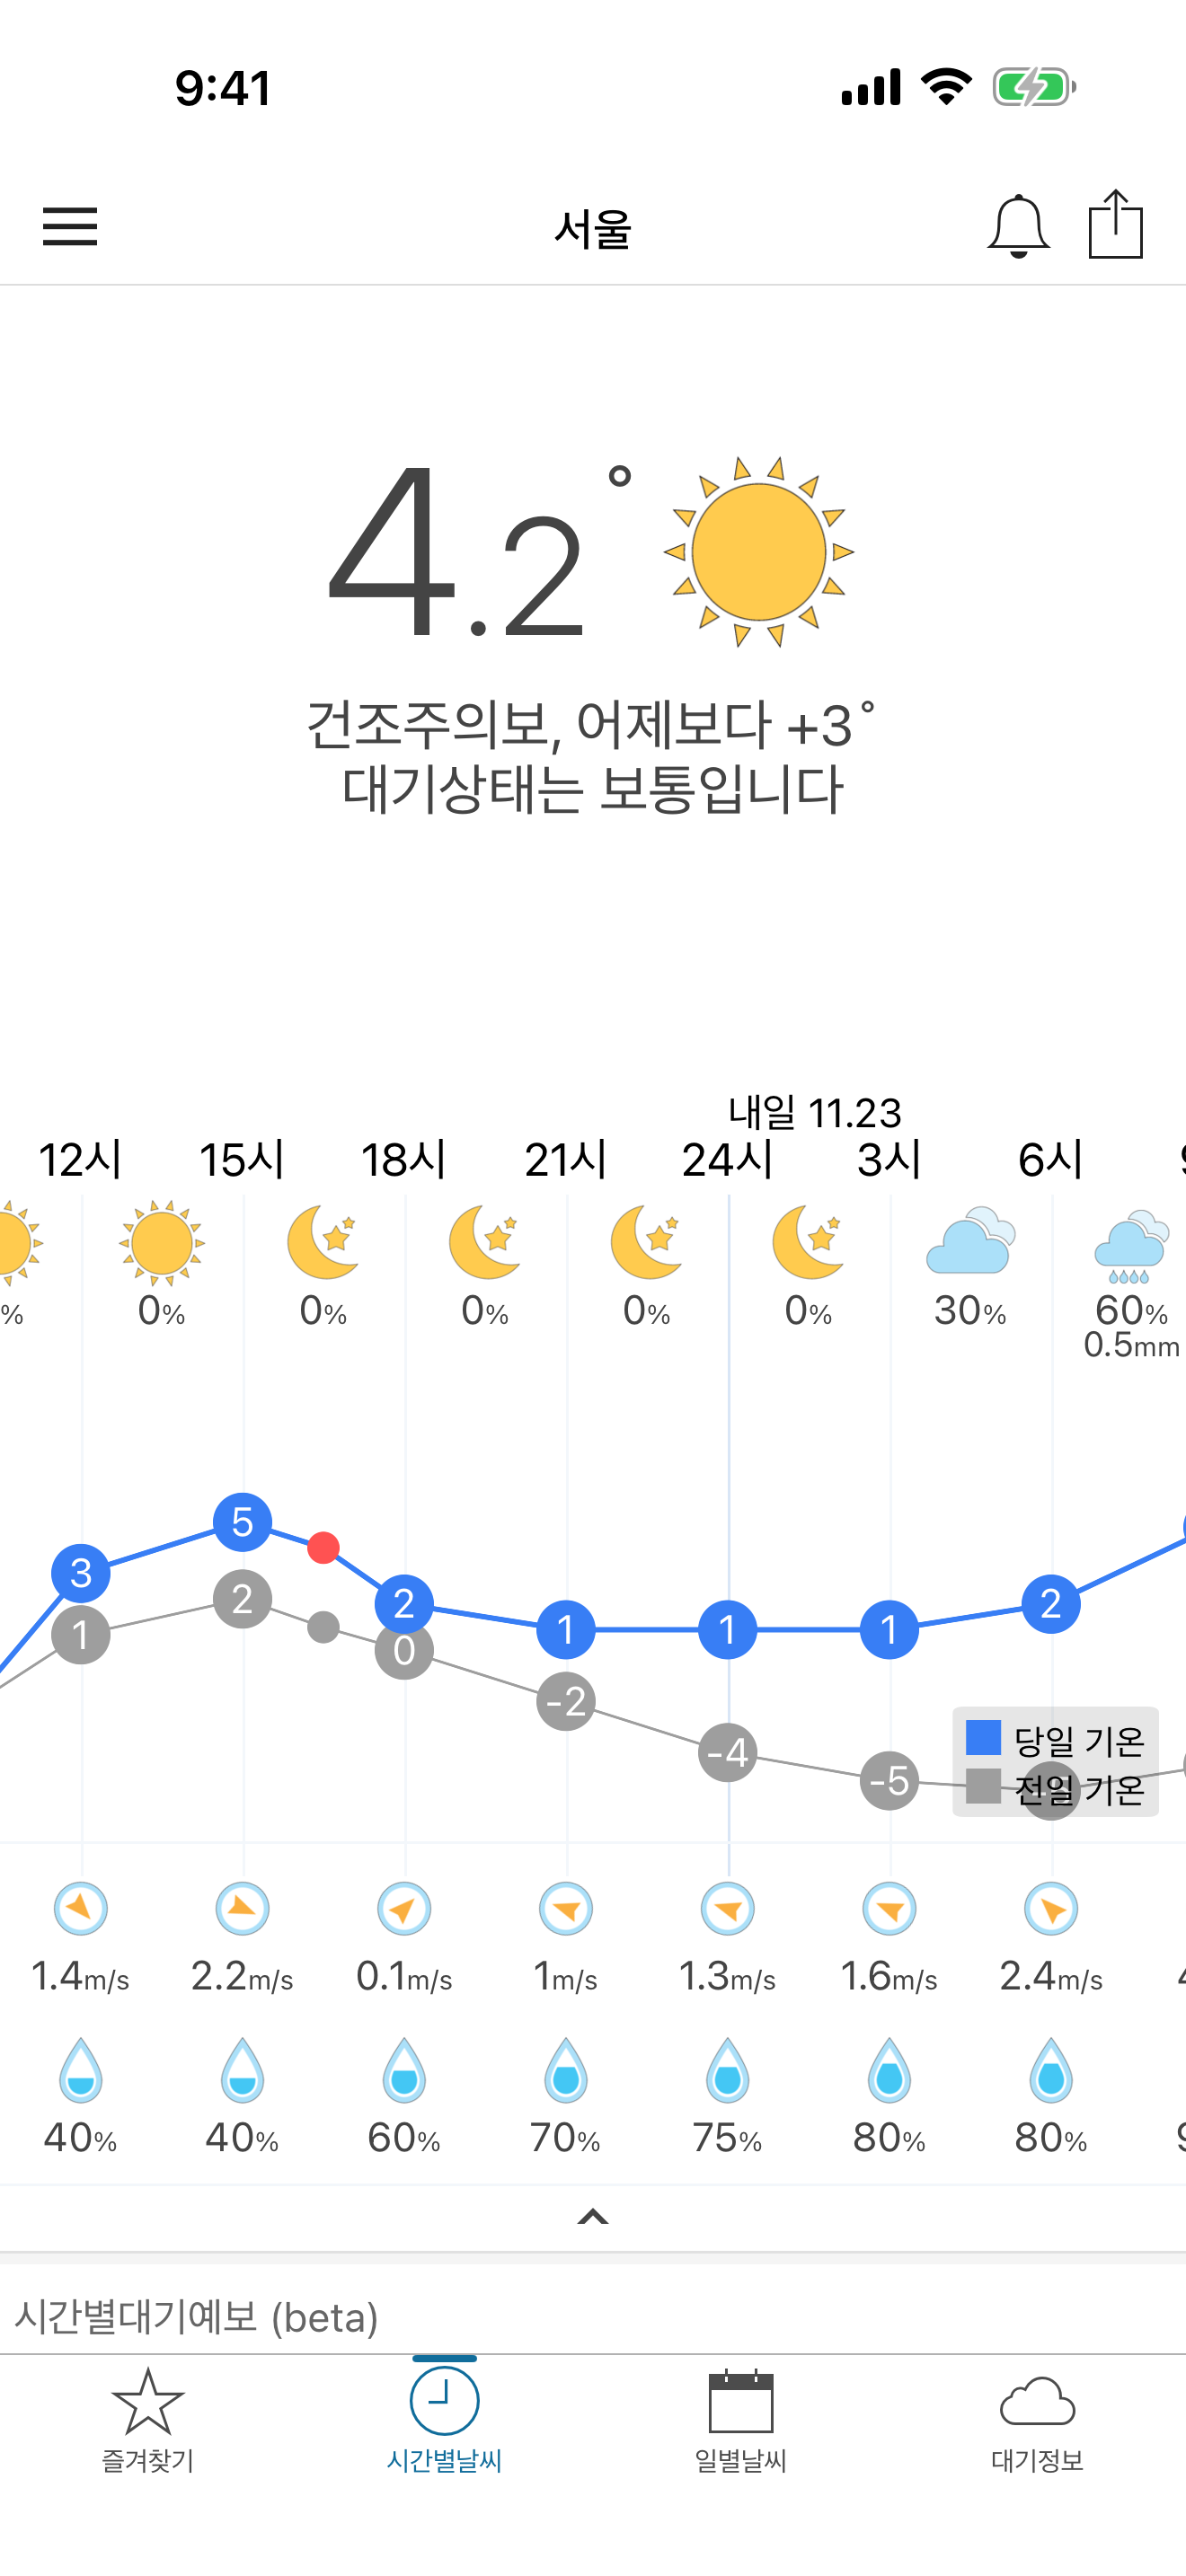 9:41
서울
4.2°
건조주의보, 어제보다 +3°
대기상태는 보통입니다
내일 11.23
12시 15시 18시 21시 24시 3시 6시
% 0% 0% 0% 0% 0% 30% 60%
0.5mm
5
3 2 2
1 2 0 1 1 1
-2
-4
-5
당일 기온
전일 기온
1.4m/s 2.2m/s 0.1m/s 1m/s 1.3m/s 1.6m/s 2.4m/s
40% 40% 60% 70% 75% 80% 80%
시간별대기예보 (beta)
즐겨찾기 시간별날씨 일별날씨 대기정보